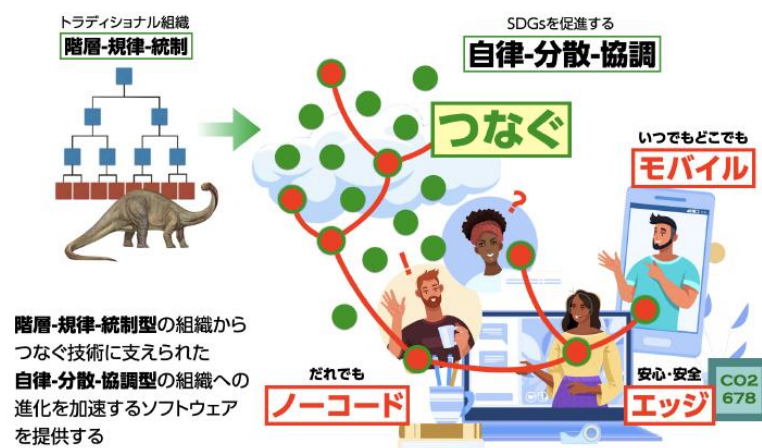 トラディショナル組織
階層-規律-統制
SDGsを促進する
自律-分散-協調
つなぐ
いつでもどこでも
モバイル
?
!
階層-規律-統制型の組織から
つなぐ技術に支えられた
自律-分散-協調型の組織への
進化を加速するソフトウェア
を提供する
だれでも
ノーコード
安心・安全
エッジ
CO2
678